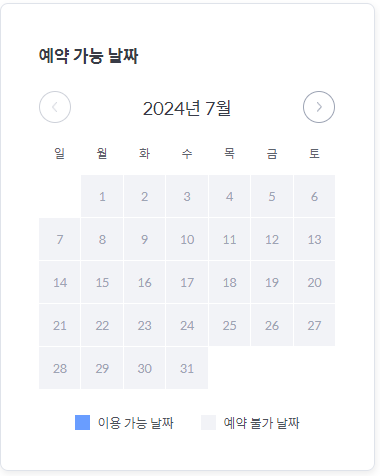 예약 가능 날짜
2024년 7월
일 월 화 수 목 금 토
1 2 3 4 5 6
7 8 9 10 11 12 13
14 15 16 17 18 19 20
21 22 23 24 25 26 27
28 29 30 31
이용 가능 날짜 예약 불가 날짜